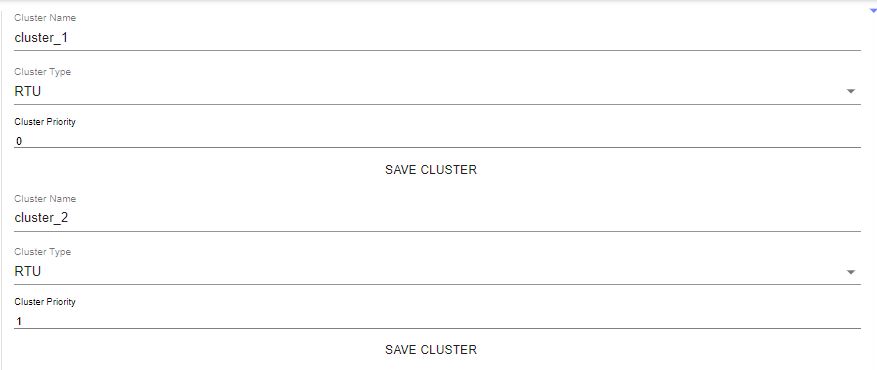 Cluster Name
cluster_1
Cluster Type
RTU
Cluster Priority
0
SAVE CLUSTER
Cluster Name
cluster_2
Cluster Type
RTU
Cluster Priority
1
SAVE CLUSTER